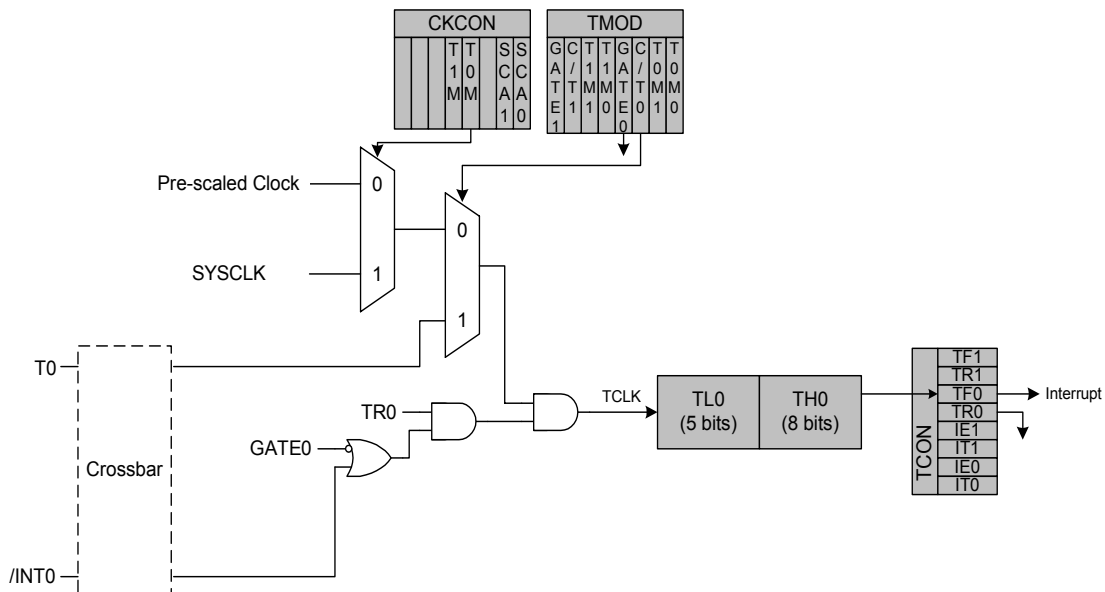 CKCON
T1M
T0M
SCA1
SCA0
TMOD
GATE1
C/T1
T1M1
T1M0
GATE0
C/T0
T0M1
T0M0
Pre-scaled Clock
0
SYSCLK
1
0
1
T0
Crossbar
/INT0
TR0
GATE0
TCLK
TL0
(5 bits)
TH0
(8 bits)
TCON
TF1
TR1
TF0
TR0
IE1
IT1
IE0
IT0
Interrupt